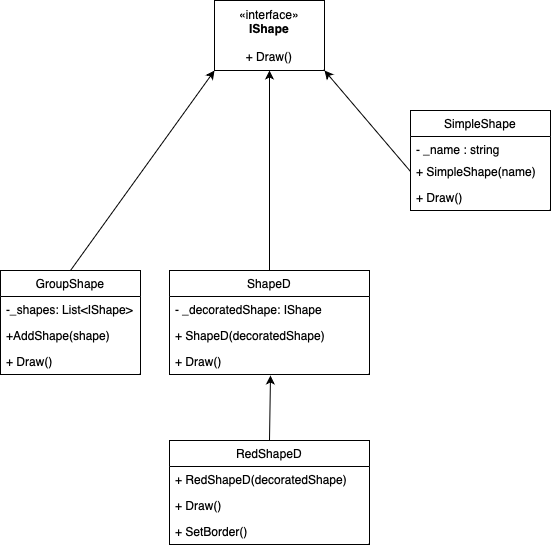 «interface»
IShape
+ Draw()
SimpleShape
- _name : string
+ SimpleShape(name)
+ Draw()
GroupShape
-_shapes: List<IShape>
+AddShape(shape)
+ Draw()
ShapeD
- _decoratedShape: IShape
+ ShapeD(decoratedShape)
+ Draw()
RedShapeD
+ RedShapeD(decoratedShape)
+ Draw()
+ SetBorder()